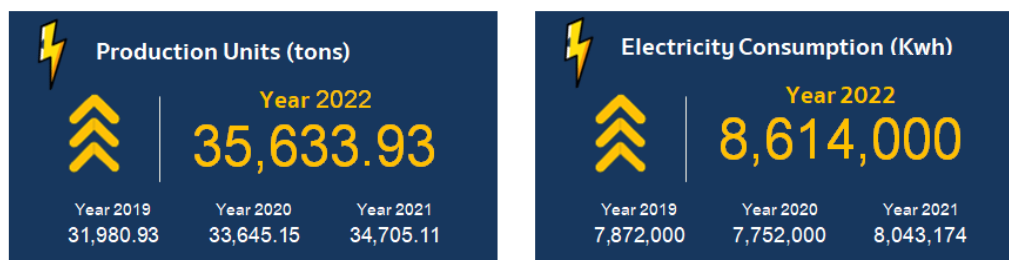 Production Units (tons)
Year 2022
35,633.93
Year 2019 Year 2020 Year 2021
31,980.93 33,645.15 34,705.11
Electricity Consumption (Kwh)
Year 2022
8,614,000
Year 2019 Year 2020 Year 2021
7,872,000 7,752,000 8,043,174